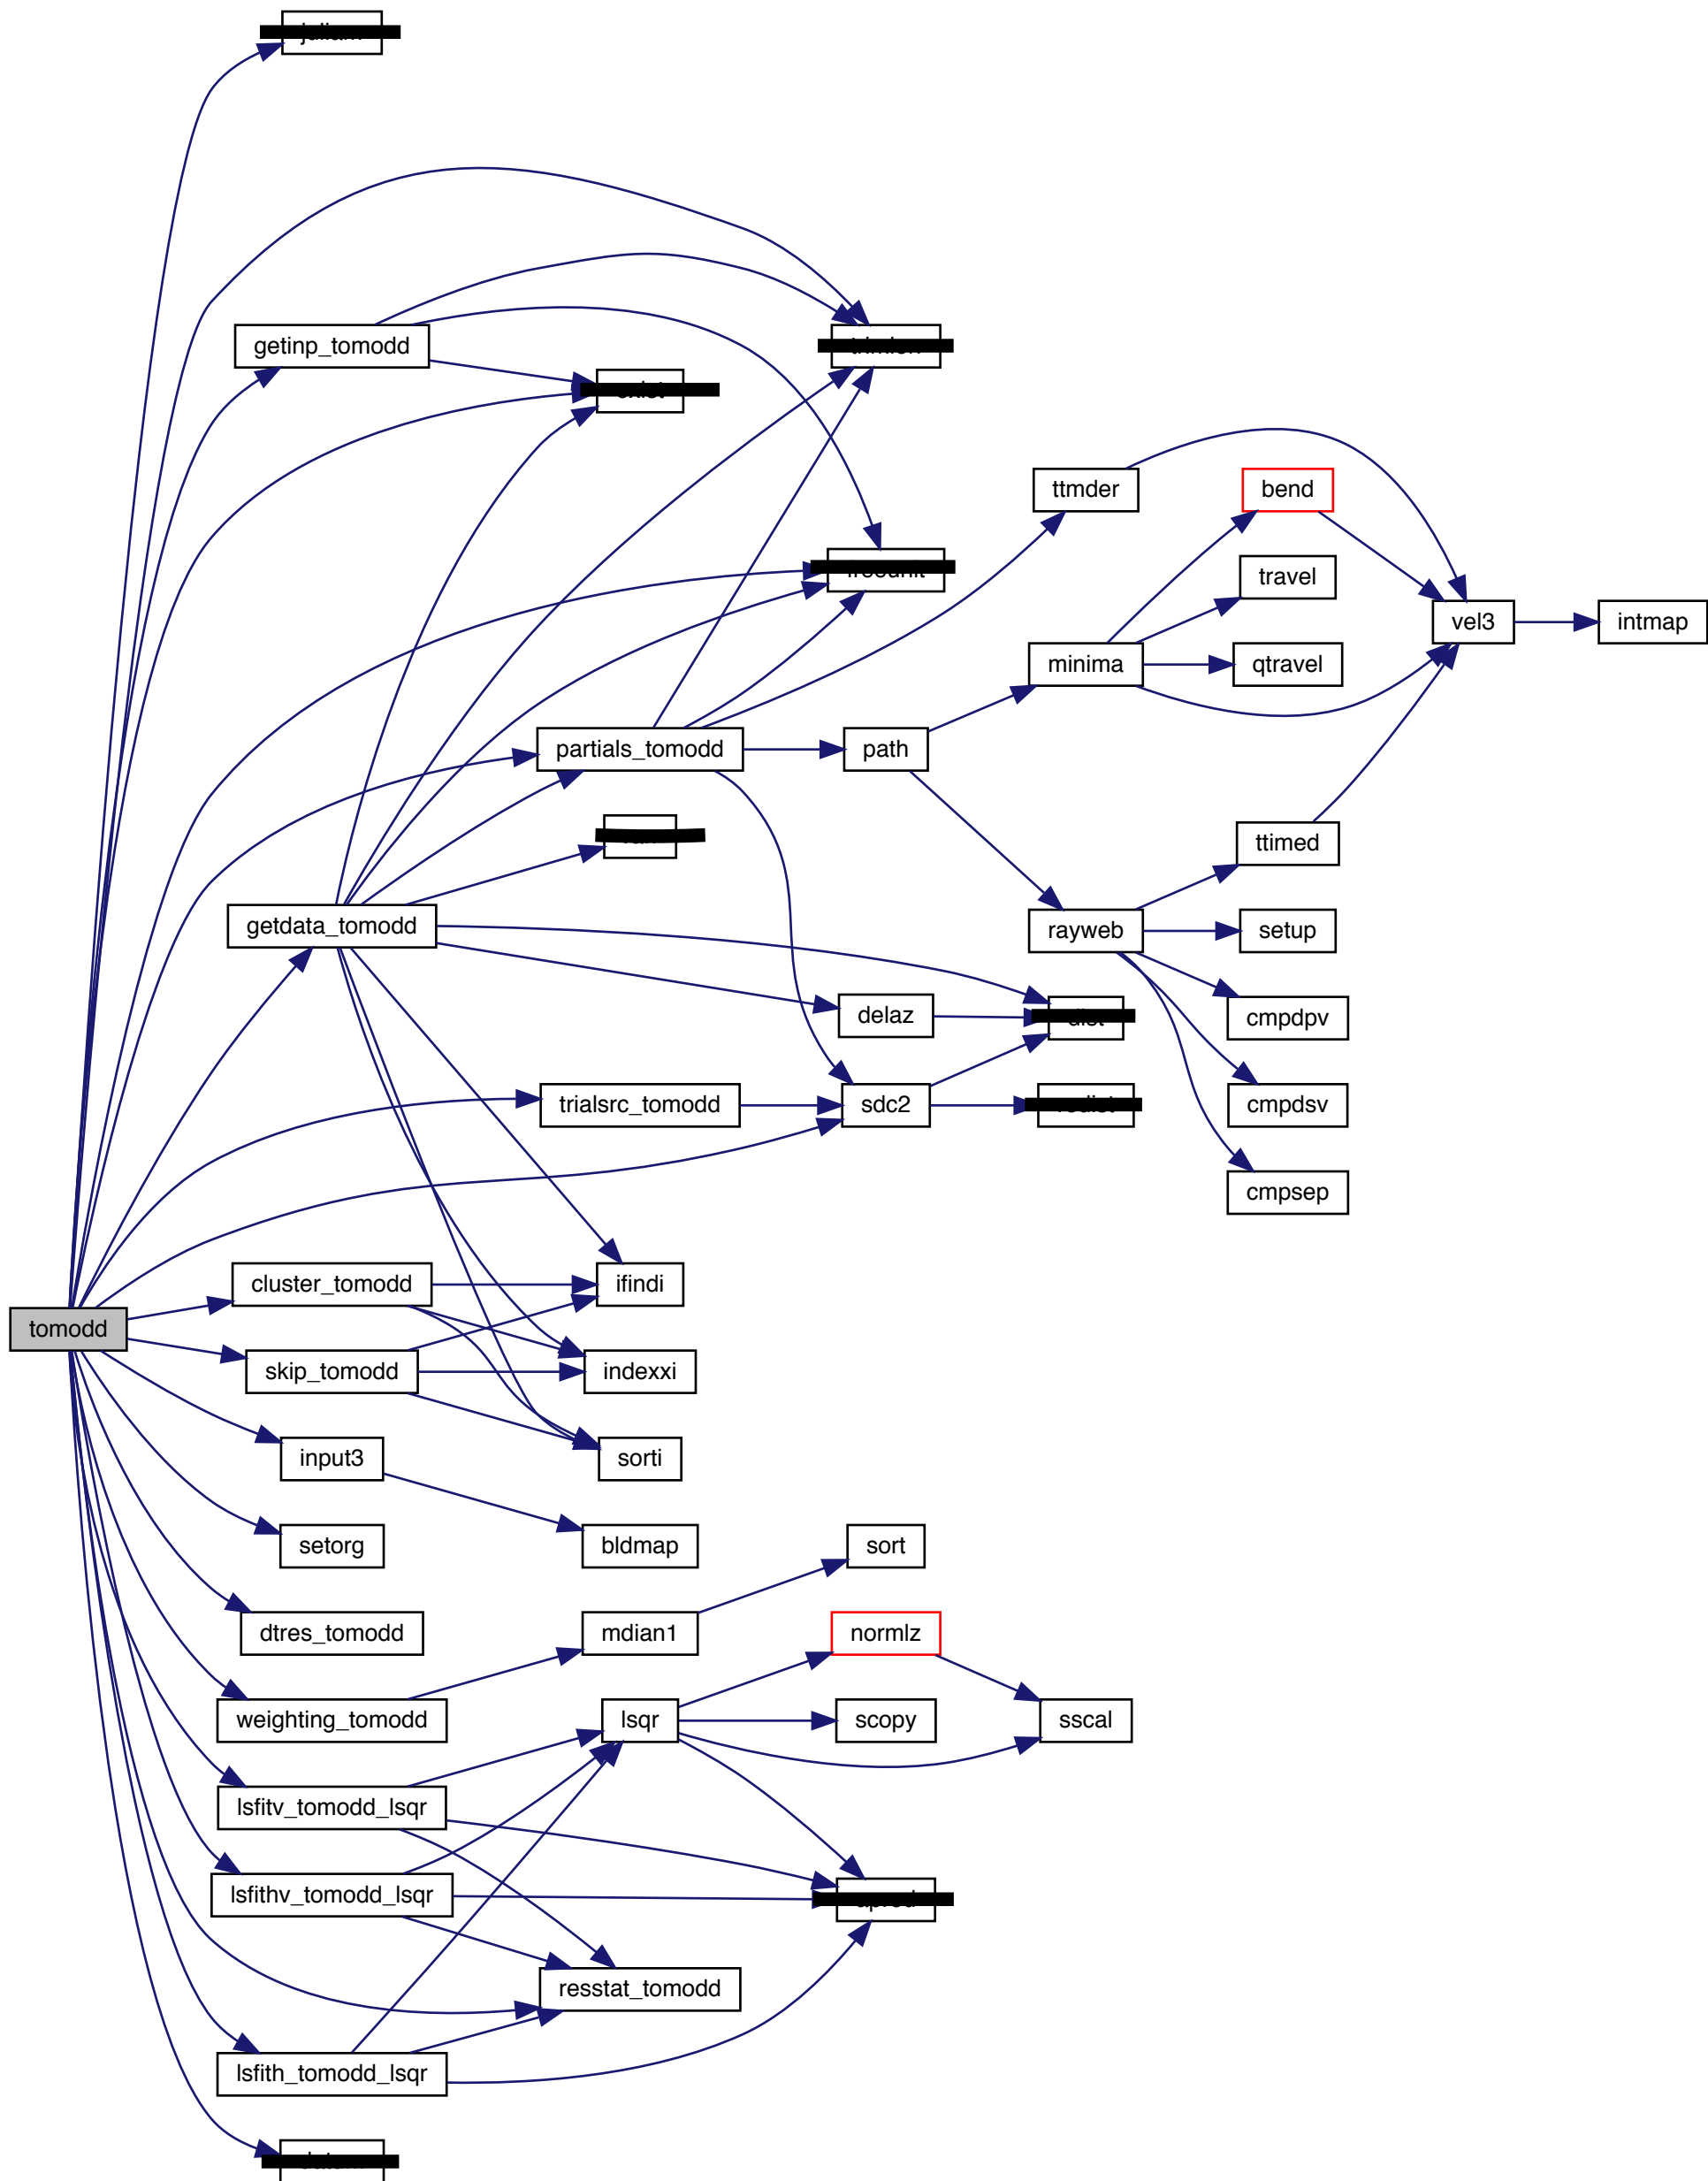 getinp_tomodd
ttmder
bend
travel
vel3
intmap
minima
qtravel
partials_tomodd
path
ttimed
getdata_tomodd
rayweb
setup
delaz
cmpdpv
trialsrc_tomodd
sdc2
cmpdsv
cmpsep
cluster_tomodd
ifindi
tomodd
skip_tomodd
indexxi
input3
sorti
setorg
bldmap
sort
dtres_tomodd
mdian1
normlz
weighting_tomodd
lsqr
scopy
sscal
lsfitv_tomodd_lsqr
lsfithv_tomodd_lsqr
resstat_tomodd
lsfith_tomodd_lsqr